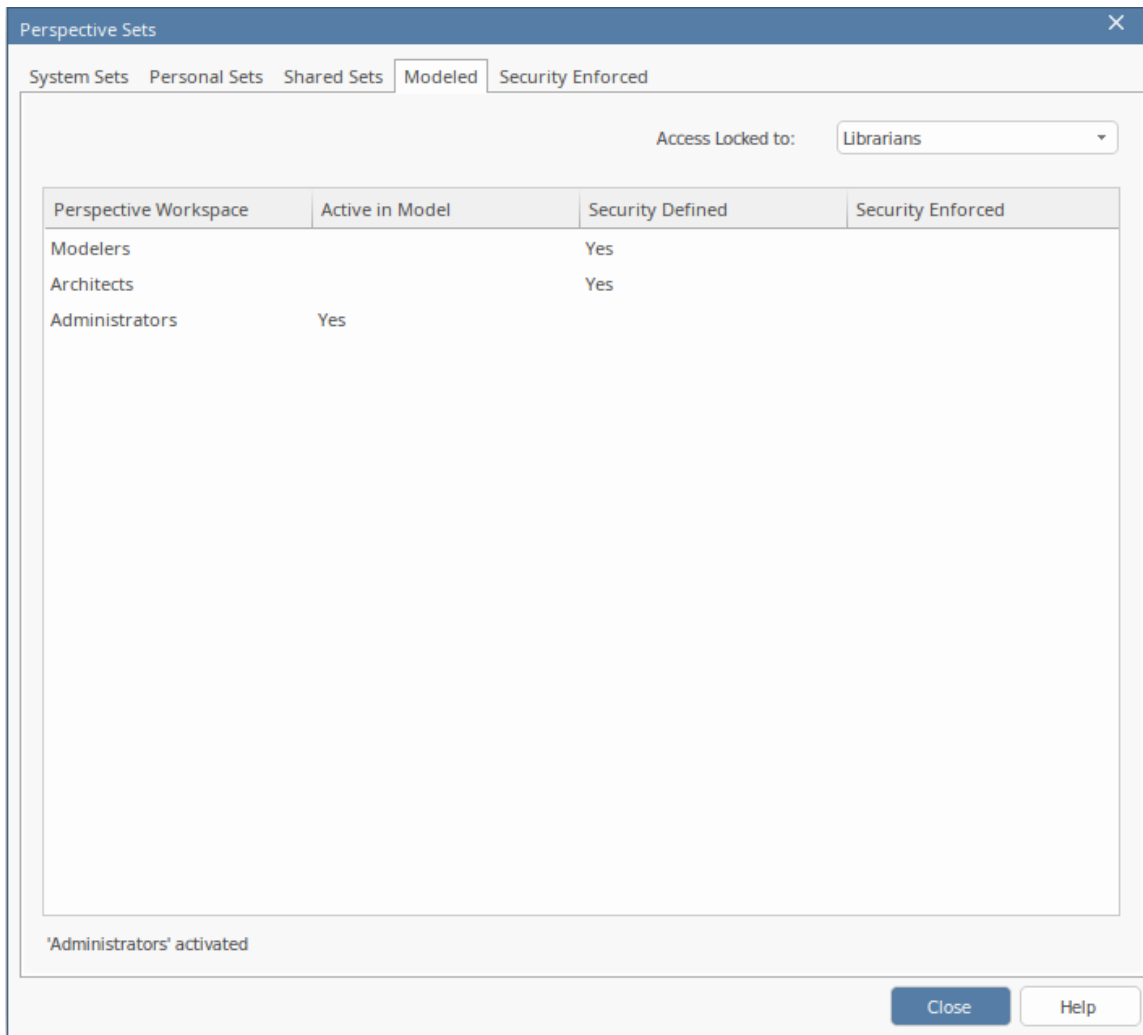 Perspective Sets
System Sets Personal Sets Shared Sets Modeled Security Enforced
Access Locked to: Librarians
Perspective Workspace Active in Model Security Defined Security Enforced
Modelers Yes
Architects Yes
Administrators Yes
'Administrators' activated
Close Help